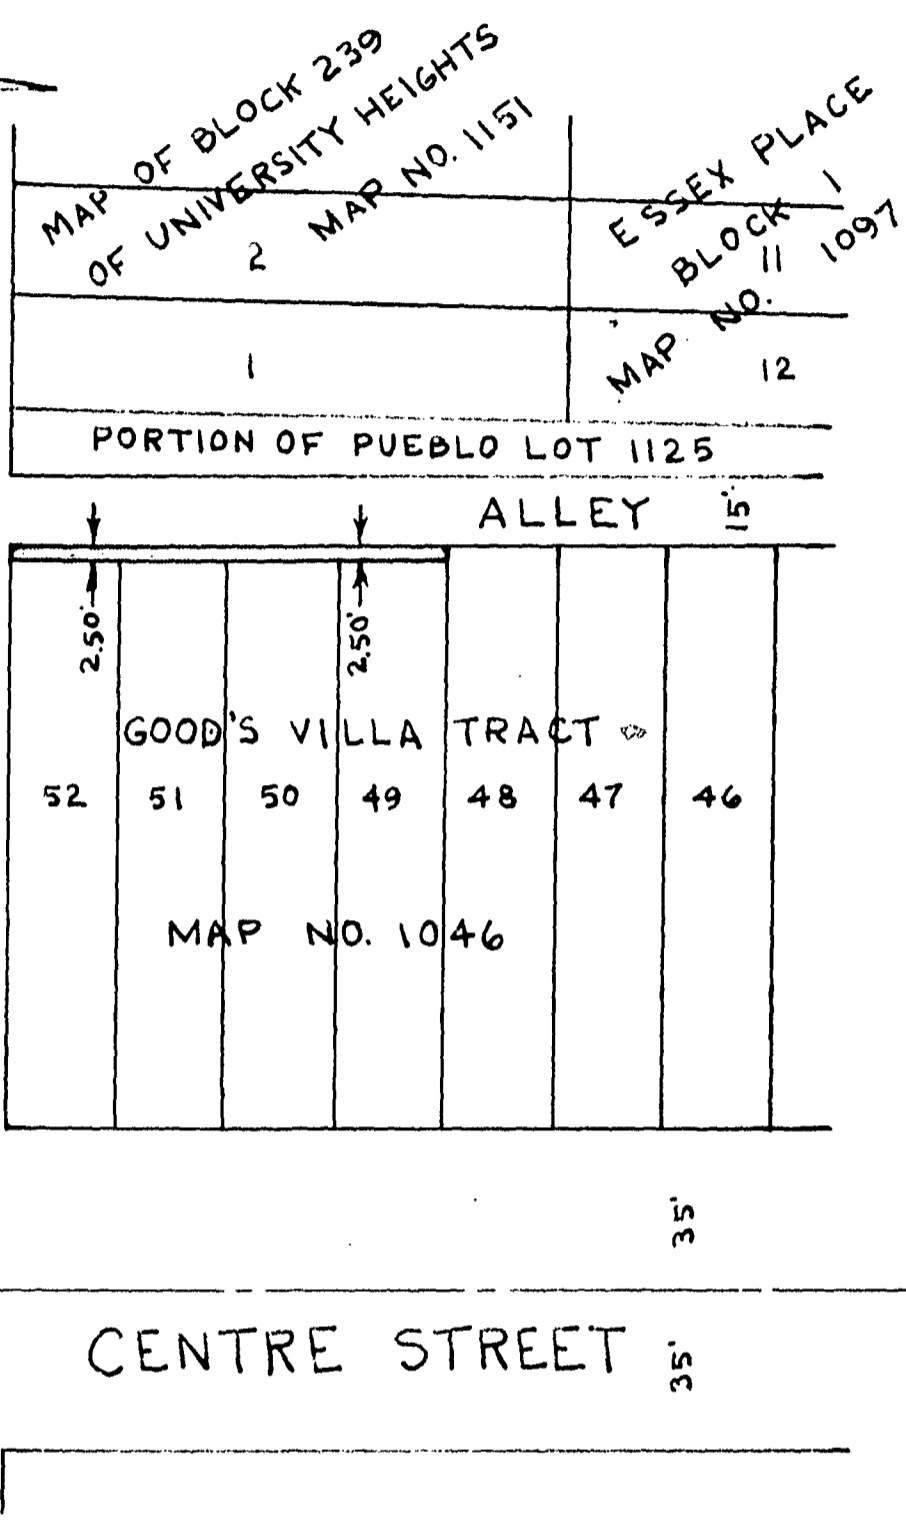 MAP OF BLOCK 239
OF UNIVERSITY HEIGHTS
MAP NO. 1151
ESSEX PLACE
BLOCK 1
MAP NO. 1097
2
11
1
12
PORTION OF PUEBLO LOT 1125
ALLEY 15'
2.50'
2.50'
GOOD'S VILLA TRACT
52 51 50 49 48 47 46
MAP NO. 1046
35'
CENTRE STREET 35'